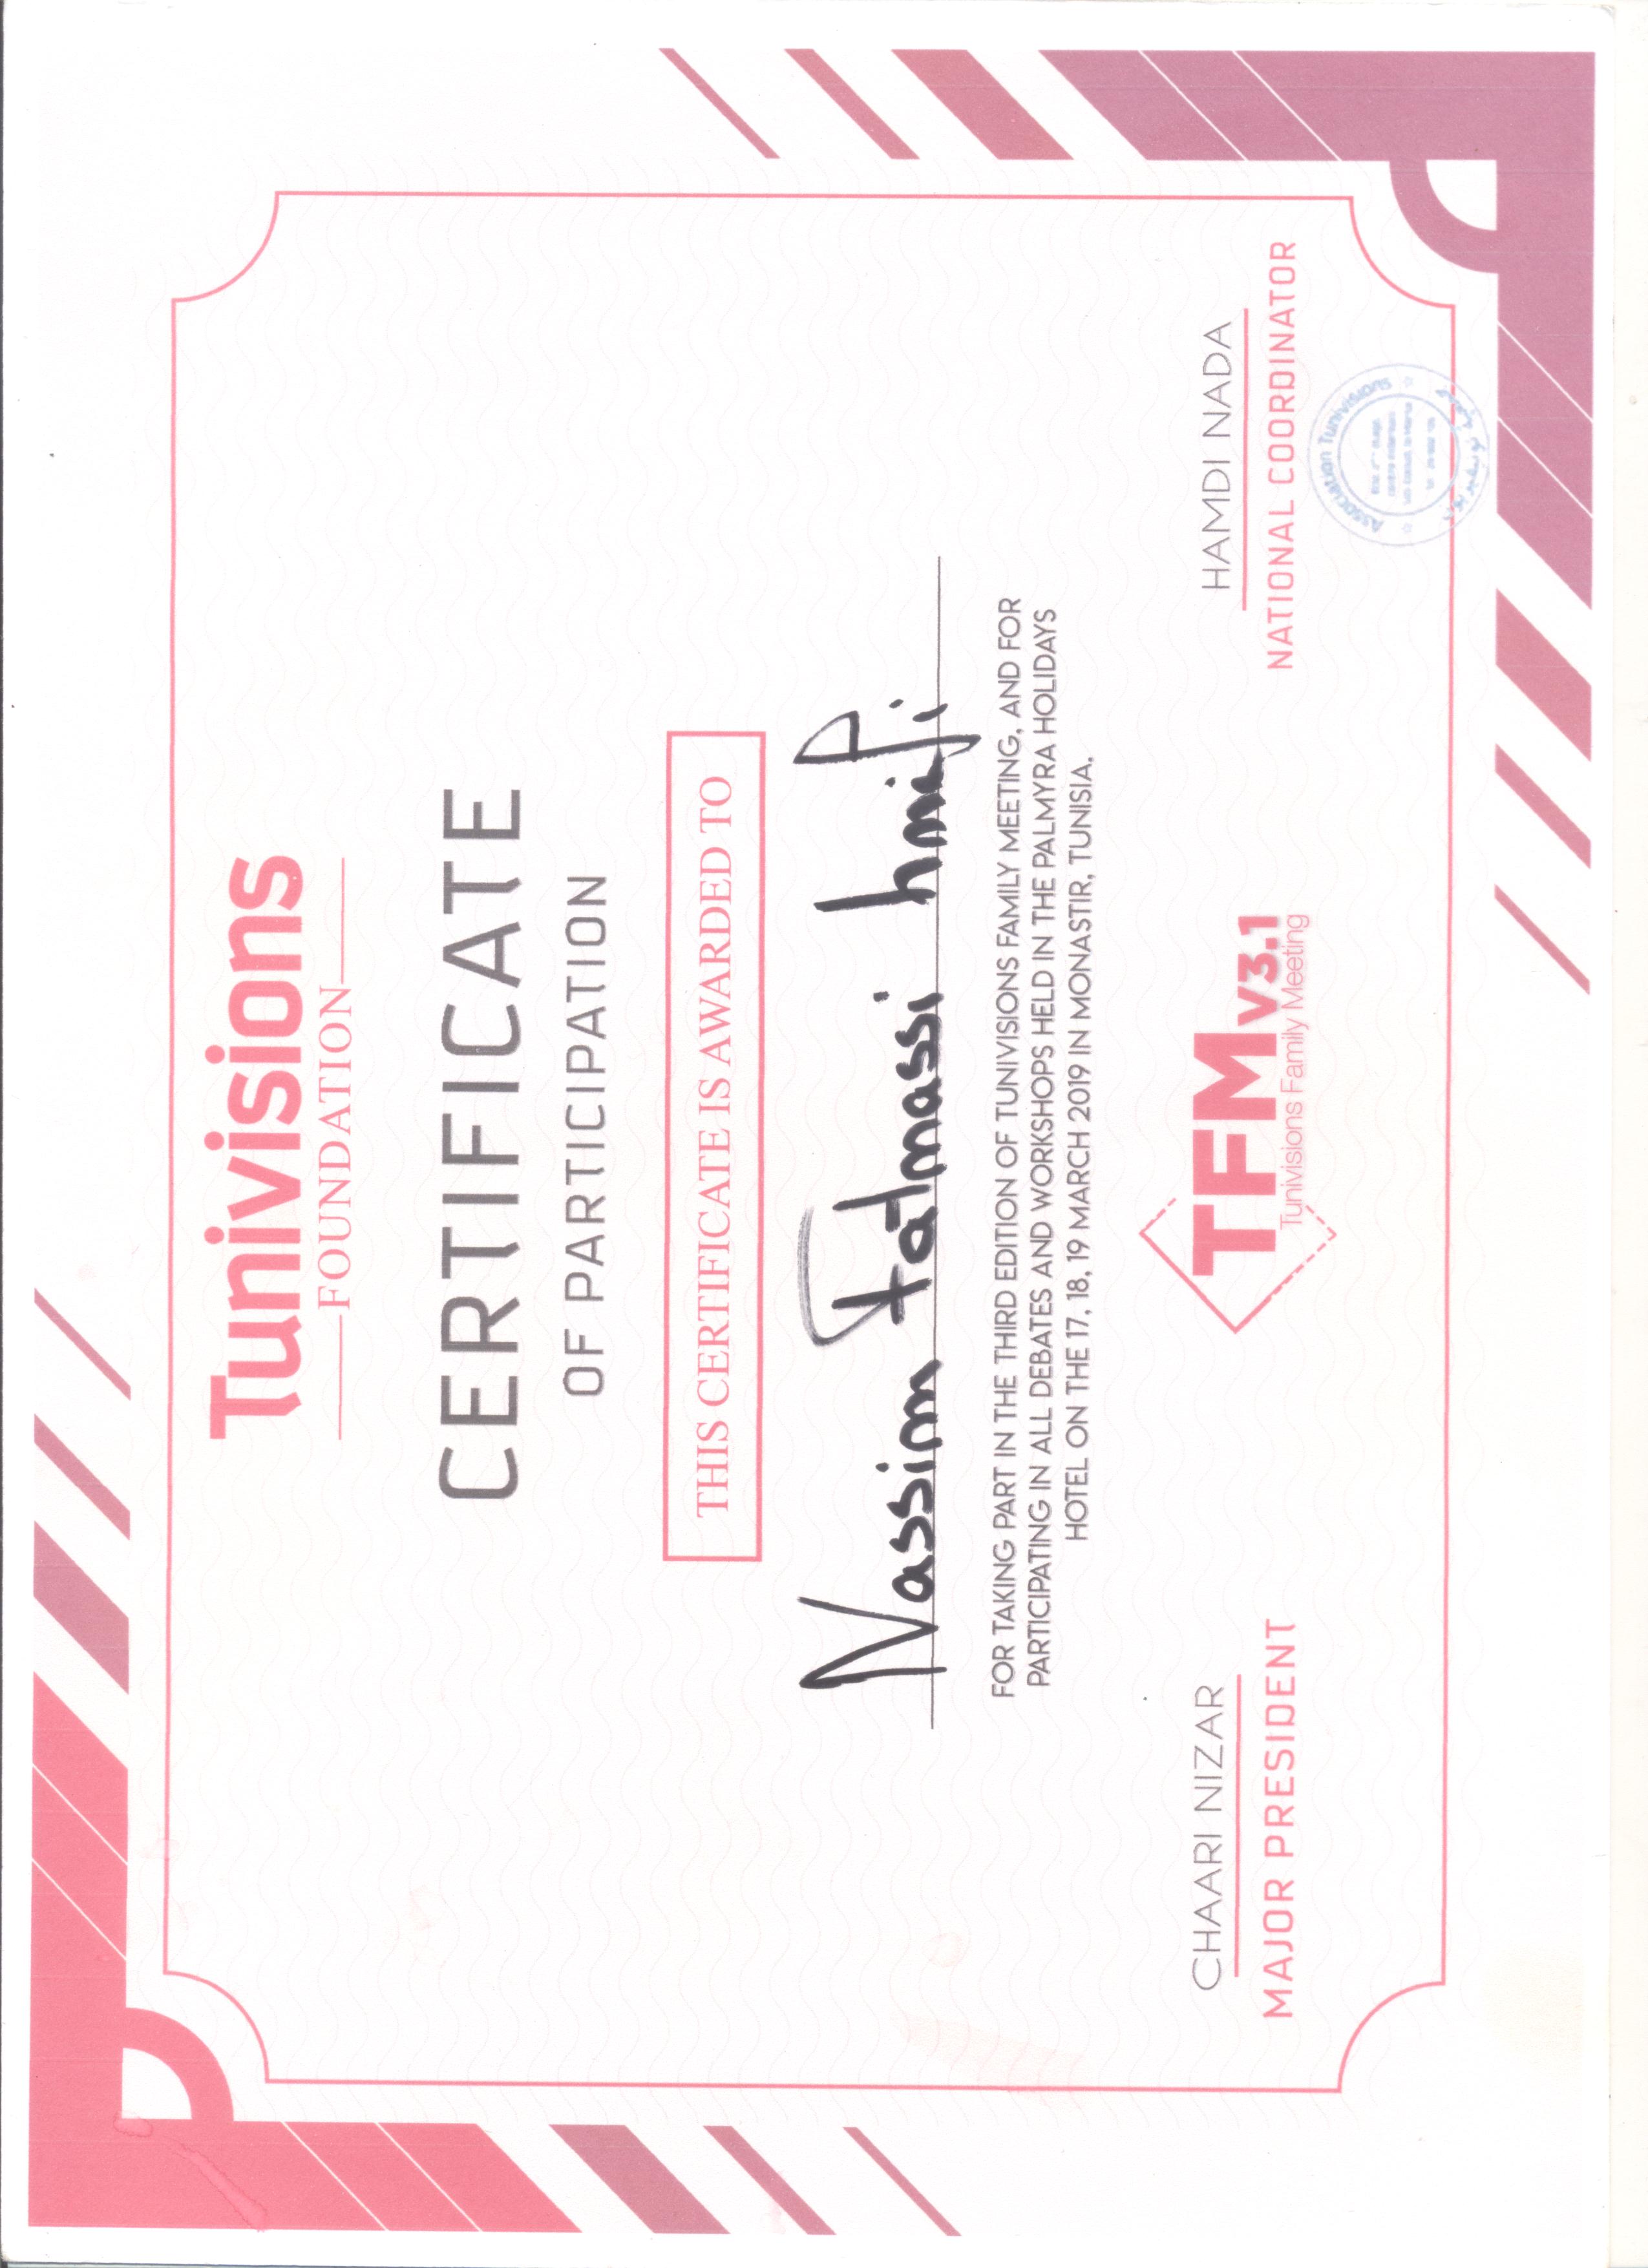 Tunivisions
FOUNDATION
CERTIFICATE
OF PARTICIPATION
THIS CERTIFICATE IS AWARDED TO
Nassim Fatmassi hnifi
FOR TAKING PART IN THE THIRD EDITION OF TUNIVISIONS FAMILY MEETING, AND FOR
PARTICIPATING IN ALL DEBATES AND WORKSHOPS HELD IN THE PALMYRA HOLIDAYS
HOTEL ON THE 17, 18, 19 MARCH 2019 IN MONASTIR, TUNISIA.
CHAARI NIZAR
MAJOR PRESIDENT
TFM V3.1
Tunivisions Family Meeting
HAMDI NADA
NATIONAL COORDINATOR
Association Tunivisions